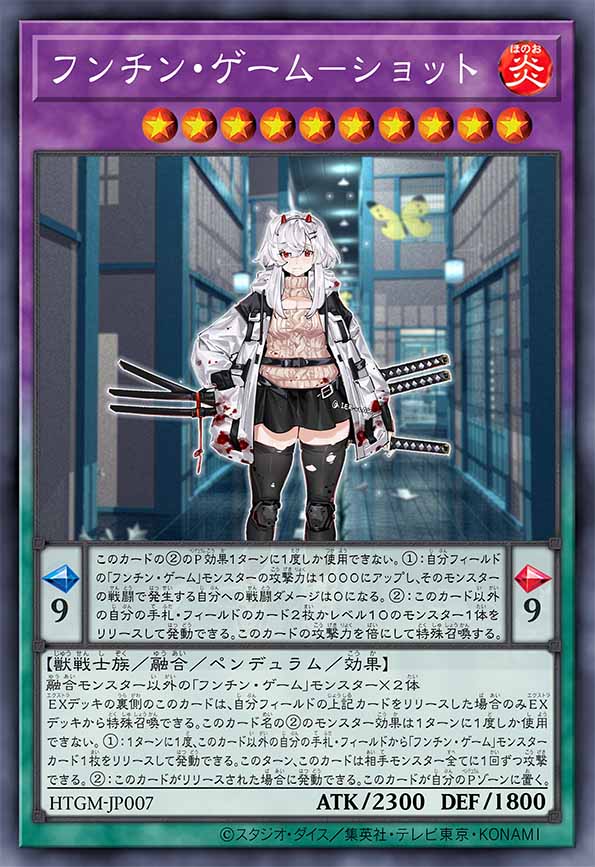 フンチン・ゲームーショット
炎
このカードの②のP効果1ターンに1度しか使用できない。①：自分フィールド
の「フンチン・ゲーム」モンスターの攻撃力は1000にアップし、そのモンスター
の戦闘で発生する自分への戦闘ダメージは0になる。②：このカード以外
の自分の手札・フィールドのカード2枚かレベル10のモンスター1体を
リリースして発動できる。このカードの攻撃力を倍にして特殊召喚する。
9
9
【獣戦士族／融合／ペンデュラム／効果】
融合モンスター以外の「フンチン・ゲーム」モンスター×2体
EXデッキの裏側のこのカードは、自分フィールドの上記カードをリリースした場合のみEX
デッキから特殊召喚できる。このカード名の②のモンスター効果は1ターンに1度しか使用
できない。①：1ターンに1度、このカード以外の自分の手札・フィールドから「フンチン・ゲーム」モンスター
カード1枚をリリースして発動できる。このターン、このカードは相手モンスター全てに1回ずつ攻撃
できる。②：このカードがリリースされた場合に発動できる。このカードが自分のPゾーンに置く。
HTGM-JP007
ATK/2300 DEF/1800
©スタジオ・ダイス／集英社・テレビ東京・KONAMI